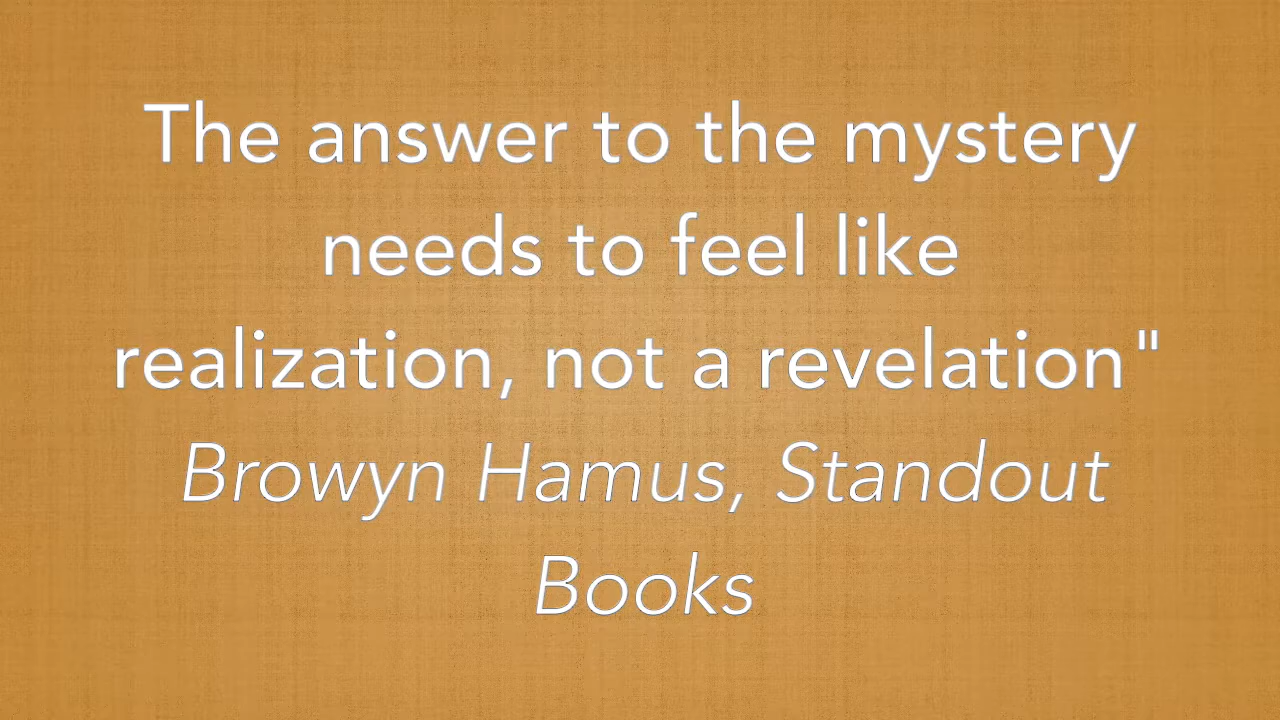 The answer to the mystery
needs to feel like
realization, not a revelation"
Browyn Hamus, Standout
Books